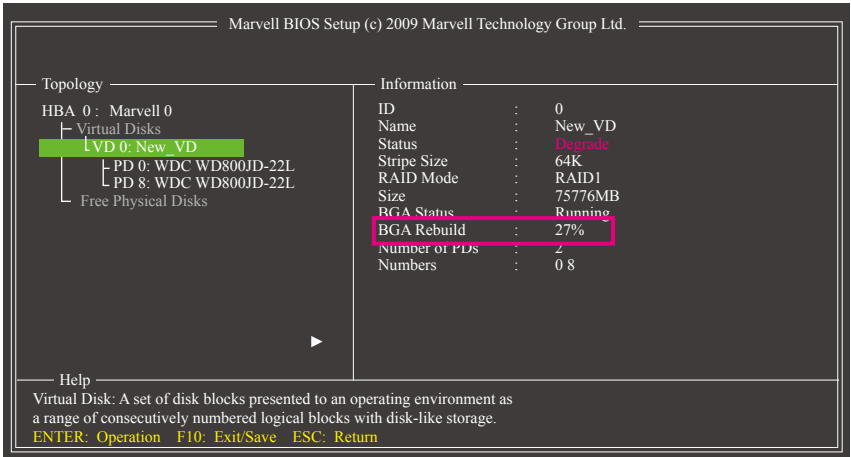 Marvell BIOS Setup (c) 2009 Marvell Technology Group Ltd.
Topology
HBA 0 : Marvell 0
Virtual Disks
VD 0: New_VD
PD 0: WDC WD800JD-22L
PD 8: WDC WD800JD-22L
Free Physical Disks
Information
ID : 0
Name : New_VD
Status : Degrade
Stripe Size : 64K
RAID Mode : RAID1
Size : 75776MB
BGA Status : Running
BGA Rebuild : 27%
Number of PDs : 2
Numbers : 0 8
Help
Virtual Disk: A set of disk blocks presented to an operating environment as
a range of consecutively numbered logical blocks with disk-like storage.
ENTER: Operation F10: Exit/Save ESC: Return